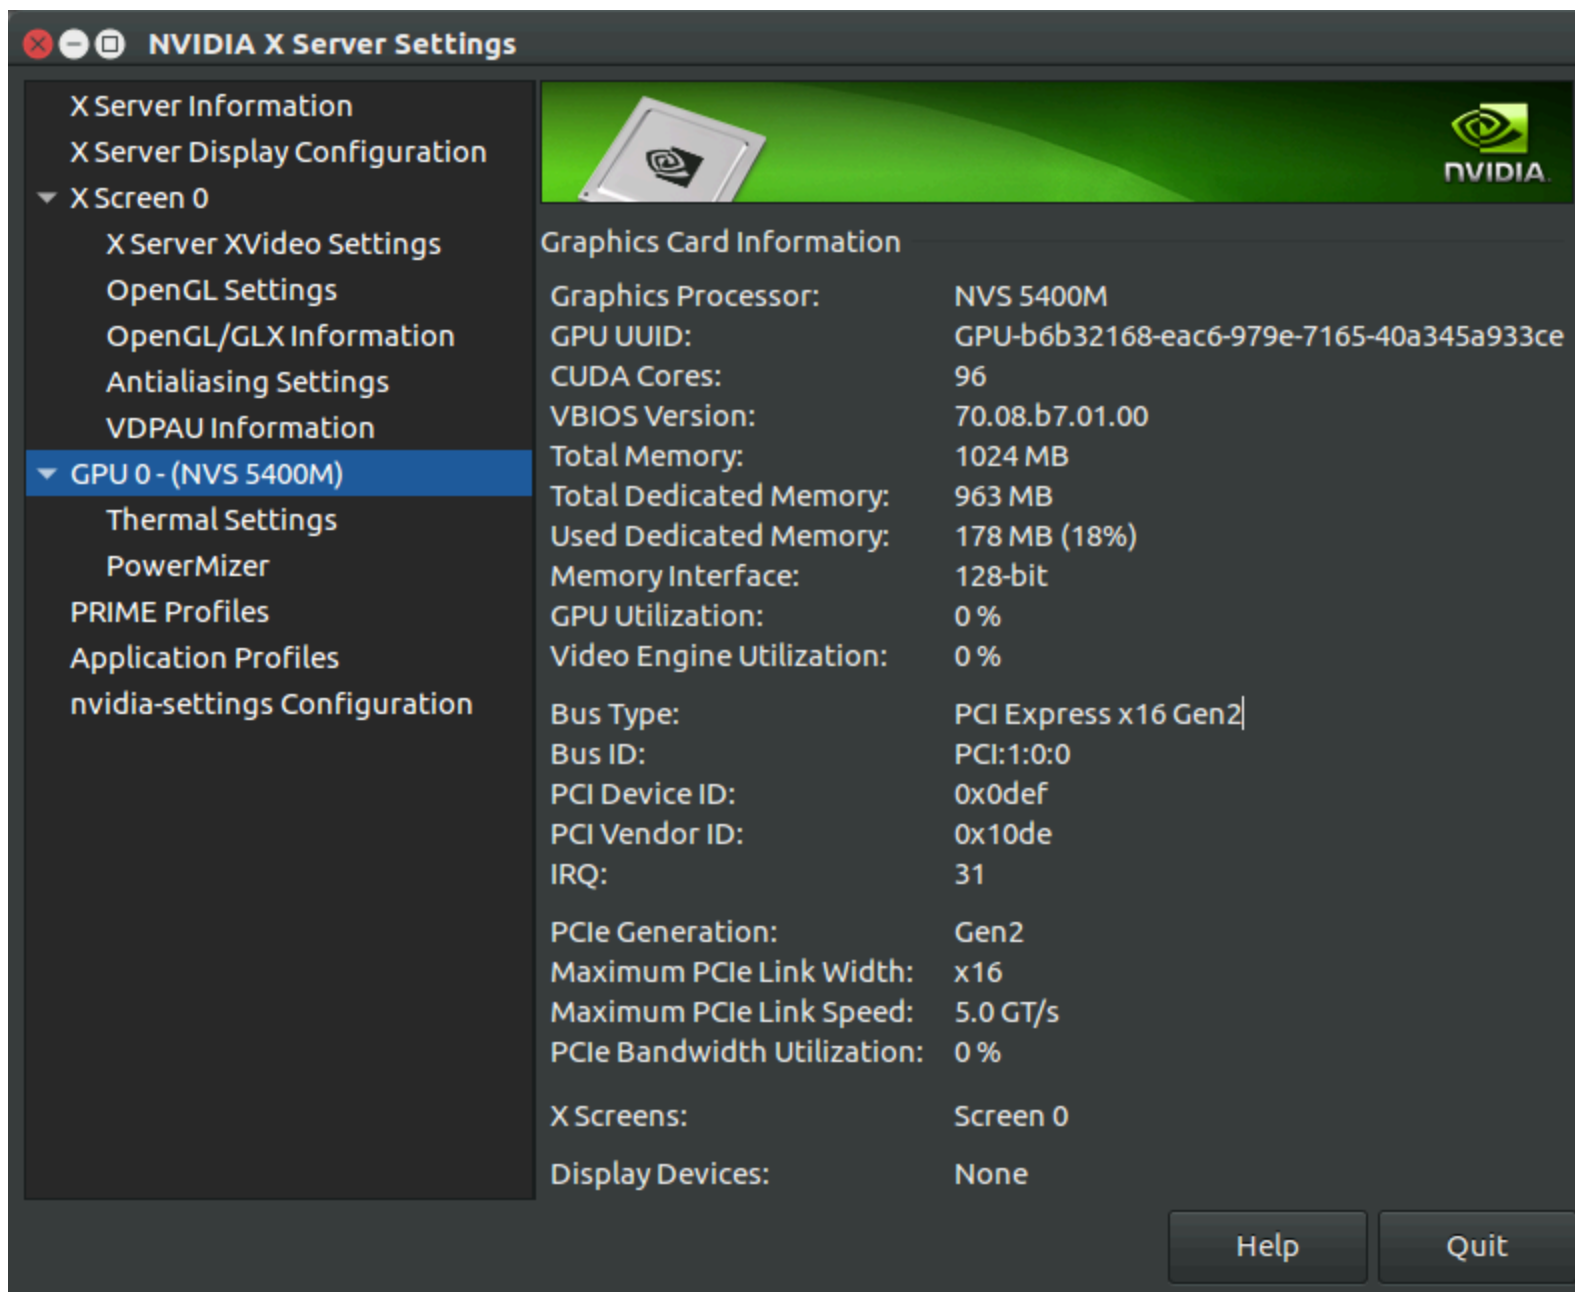 NVIDIA X Server Settings
X Server Information
X Server Display Configuration
X Screen 0
X Server XVideo Settings
OpenGL Settings
OpenGL/GLX Information
Antialiasing Settings
VDPAU Information
GPU 0 - (NVS 5400M)
Thermal Settings
PowerMizer
PRIME Profiles
Application Profiles
nvidia-settings Configuration
NVIDIA.
Graphics Card Information
Graphics Processor: NVS 5400M
GPU UUID: GPU-b6b32168-eac6-979e-7165-40a345a933ce
CUDA Cores: 96
VBIOS Version: 70.08.b7.01.00
Total Memory: 1024 MB
Total Dedicated Memory: 963 MB
Used Dedicated Memory: 178 MB (18%)
Memory Interface: 128-bit
GPU Utilization: 0 %
Video Engine Utilization: 0 %
Bus Type: PCI Express x16 Gen2
Bus ID: PCI:1:0:0
PCI Device ID: 0x0def
PCI Vendor ID: 0x10de
IRQ: 31
PCIe Generation: Gen2
Maximum PCIe Link Width: x16
Maximum PCIe Link Speed: 5.0 GT/s
PCIe Bandwidth Utilization: 0 %
X Screens: Screen 0
Display Devices: None
Help Quit